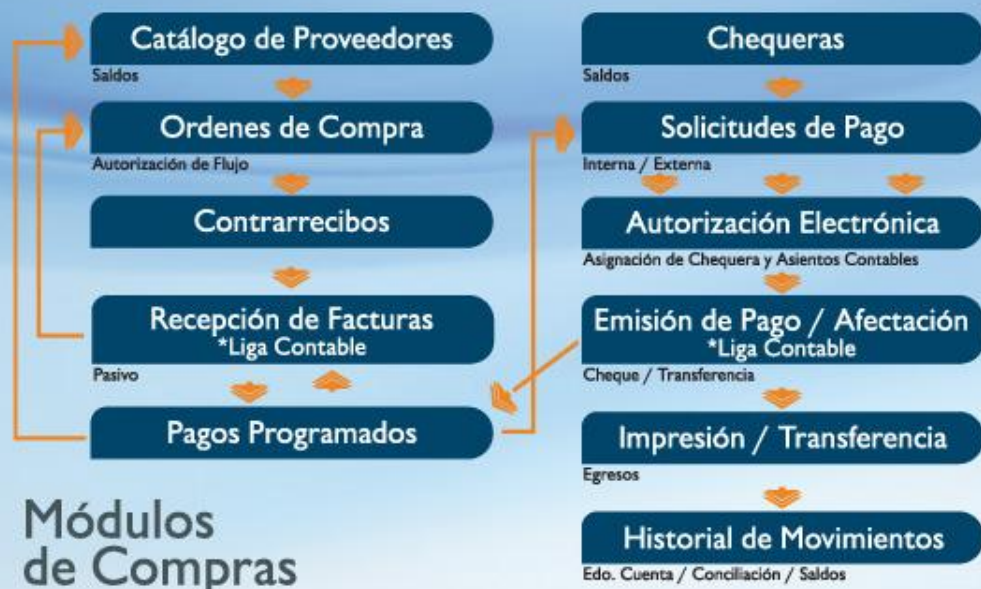 Catálogo de Proveedores
Saldos
Ordenes de Compra
Autorización de Flujo
Contrarrecibos
Recepción de Facturas
*Liga Contable
Pasivo
Pagos Programados
Módulos
de Compras
Chequeras
Saldos
Solicitudes de Pago
Interna / Externa
Autorización Electrónica
Asignación de Chequera y Asientos Contables
Emisión de Pago / Afectación
*Liga Contable
Cheque / Transferencia
Impresión / Transferencia
Egresos
Historial de Movimientos
Edo. Cuenta / Conciliación / Saldos